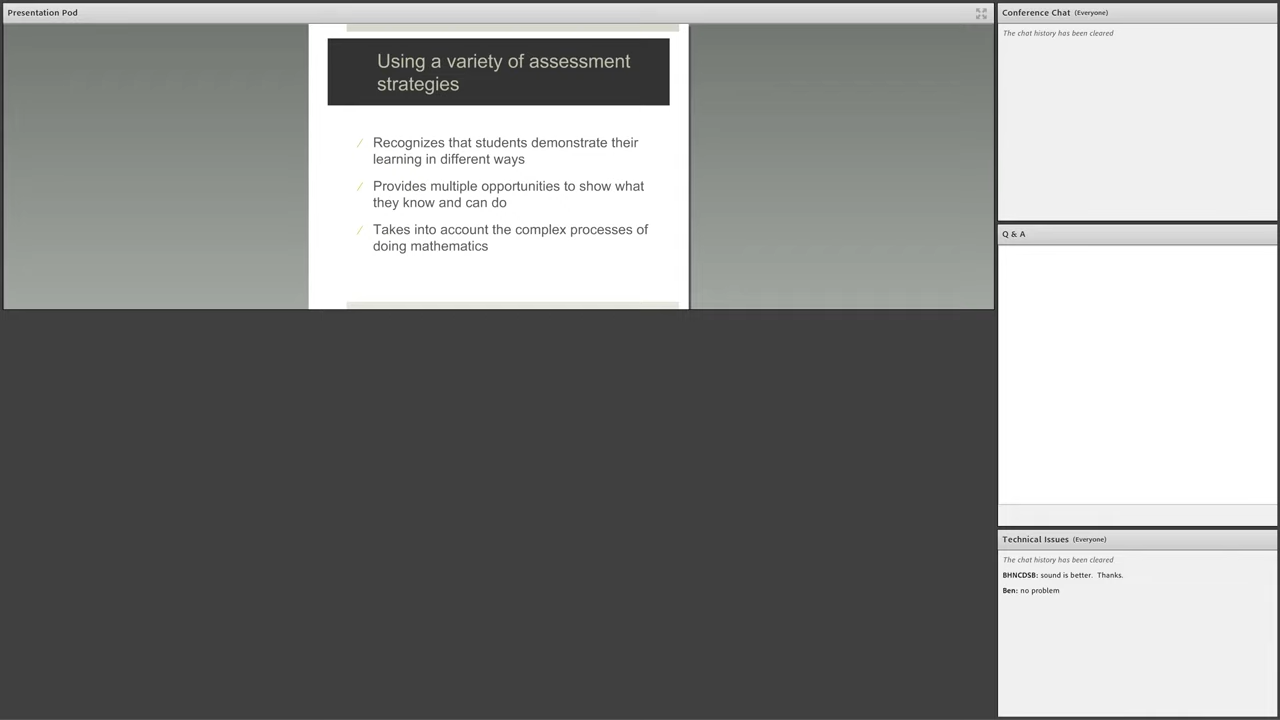 Presentation Pod
Using a variety of assessment
strategies
Recognizes that students demonstrate their
learning in different ways
Provides multiple opportunities to show what
they know and can do
Takes into account the complex processes of
doing mathematics
Conference Chat (Everyone)
The chat history has been cleared
Q & A
Technical Issues (Everyone)
The chat history has been cleared
BHNCDSB: sound is better. Thanks.
Ben: no problem